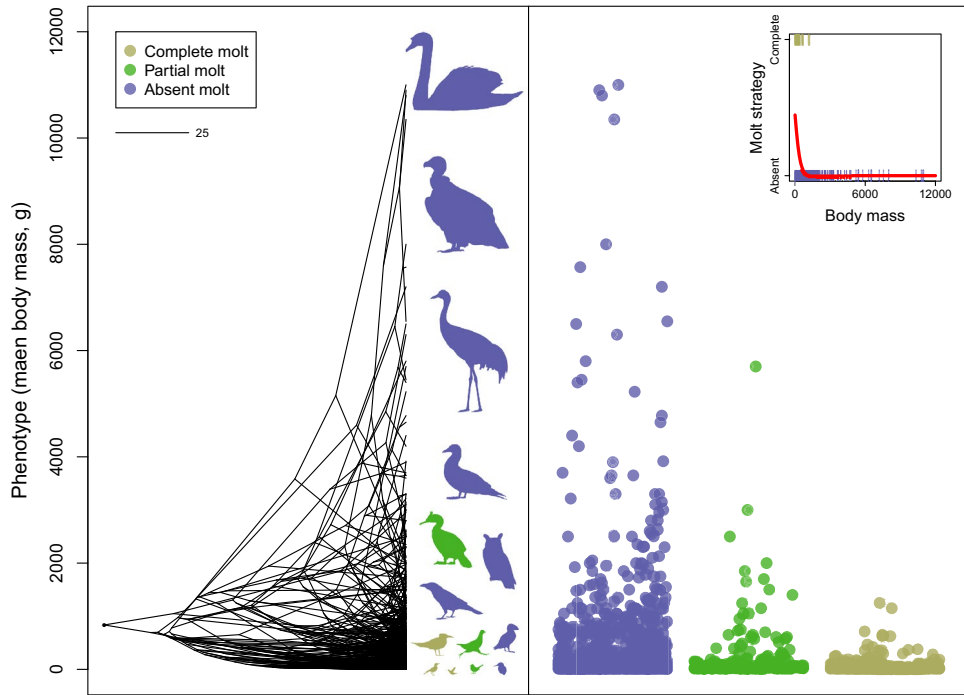 Phenotype (maen body mass, g)
12000
10000
8000
6000
4000
2000
0
Complete molt
Partial molt
Absent molt
25
Molt strategy
Complete
Absent
0 6000 12000
Body mass